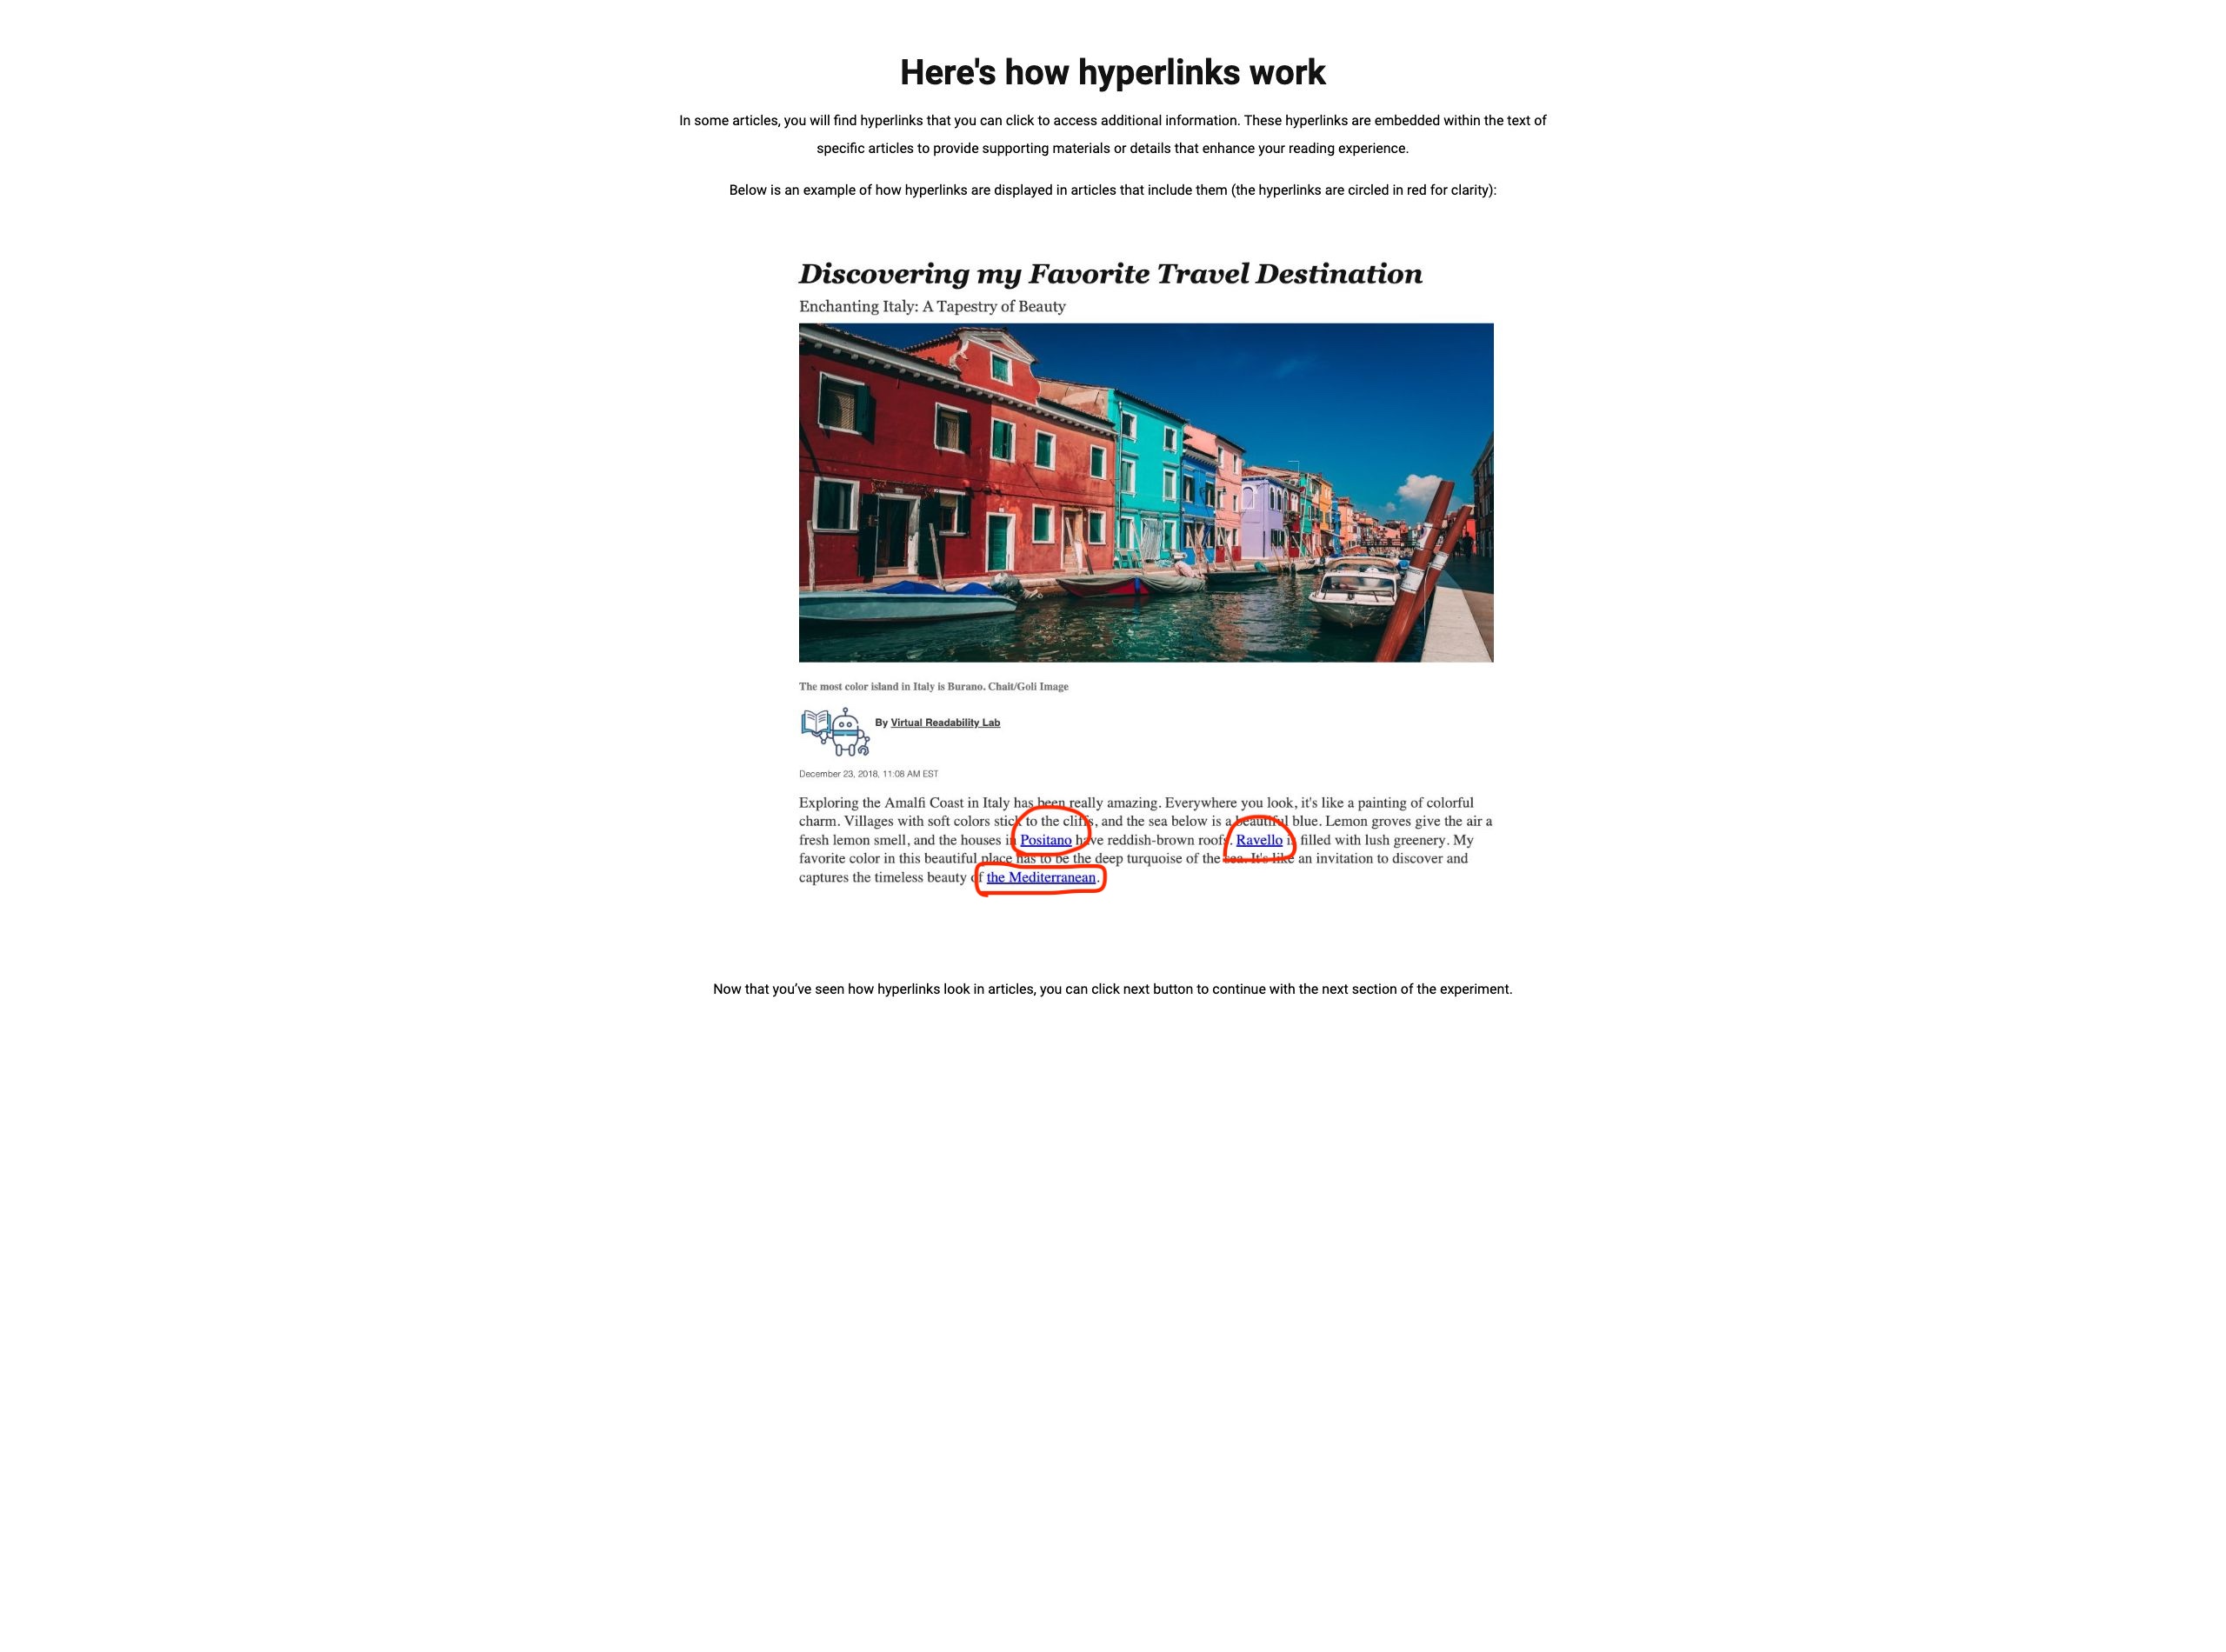 Here's how hyperlinks work
In some articles, you will find hyperlinks that you can click to access additional information. These hyperlinks are embedded within the text of
specific articles to provide supporting materials or details that enhance your reading experience.
Below is an example of how hyperlinks are displayed in articles that include them (the hyperlinks are circled in red for clarity):
Discovering my Favorite Travel Destination
Enchanting Italy: A Tapestry of Beauty
The most color island in Italy is Burano. Chait/Goli Image
By Virtual Readability Lab
December 23, 2018, 11:08 AM EST
Exploring the Amalfi Coast in Italy has been really amazing. Everywhere you look, it's like a painting of colorful
charm. Villages with soft colors stick to the cliffs, and the sea below is a beautiful blue. Lemon groves give the air a
fresh lemon smell, and the houses in Positano have reddish-brown roofs. Ravello is filled with lush greenery. My
favorite color in this beautiful place has to be the deep turquoise of the sea. It's like an invitation to discover and
captures the timeless beauty of the Mediterranean.
Now that you’ve seen how hyperlinks look in articles, you can click next button to continue with the next section of the experiment.